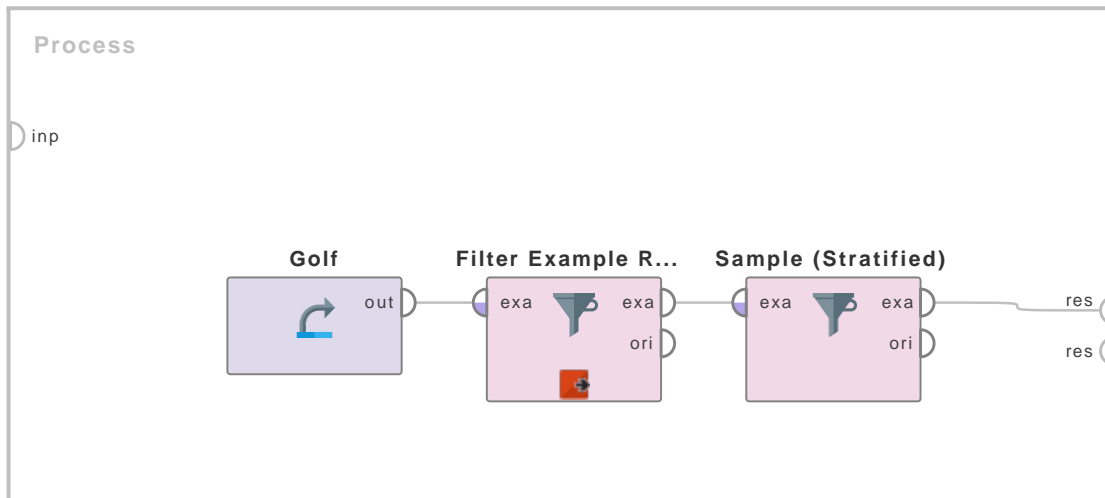 Process
inp
Golf
Filter Example R...
Sample (Stratified)
out
exa
exa
exa
exa
res
ori
ori
res